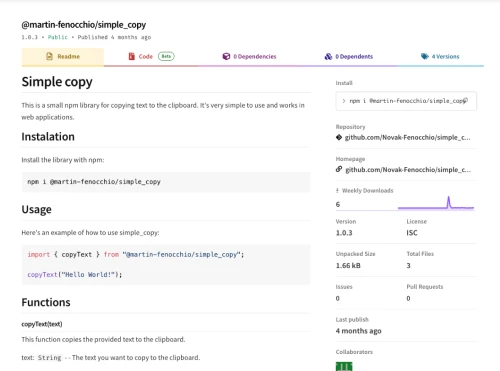 @martin-fenocchio/simple_copy
1.0.3 • Public • Published 4 months ago
Readme
Code Beta
0 Dependencies
0 Dependents
4 Versions
Simple copy
This is a small npm library for copying text to the clipboard. It's very simple to use and works in
web applications.
Instalation
Install the library with npm:
npm i @martin-fenocchio/simple_copy
Usage
Here's an example of how to use simple_copy:
import { copyText } from "@martin-fenocchio/simple_copy";
copyText("Hello World!");
Functions
copyText(text)
This function copies the provided text to the clipboard.
text: String -- The text you want to copy to the clipboard.
Install
> npm i @martin-fenocchio/simple_copy
Repository
github.com/Novak-Fenocchio/simple_c...
Homepage
github.com/Novak-Fenocchio/simple_c...
Weekly Downloads
6
Version
1.0.3
License
ISC
Unpacked Size
1.66 kB
Total Files
3
Issues
0
Pull Requests
0
Last publish
4 months ago
Collaborators